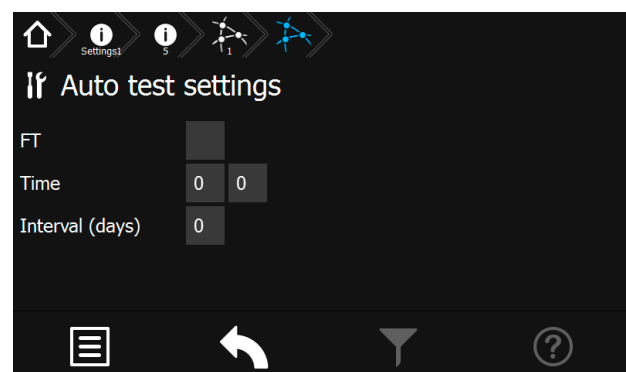 Settings1 5 1
Auto test settings
FT
Time 0 0
Interval (days) 0